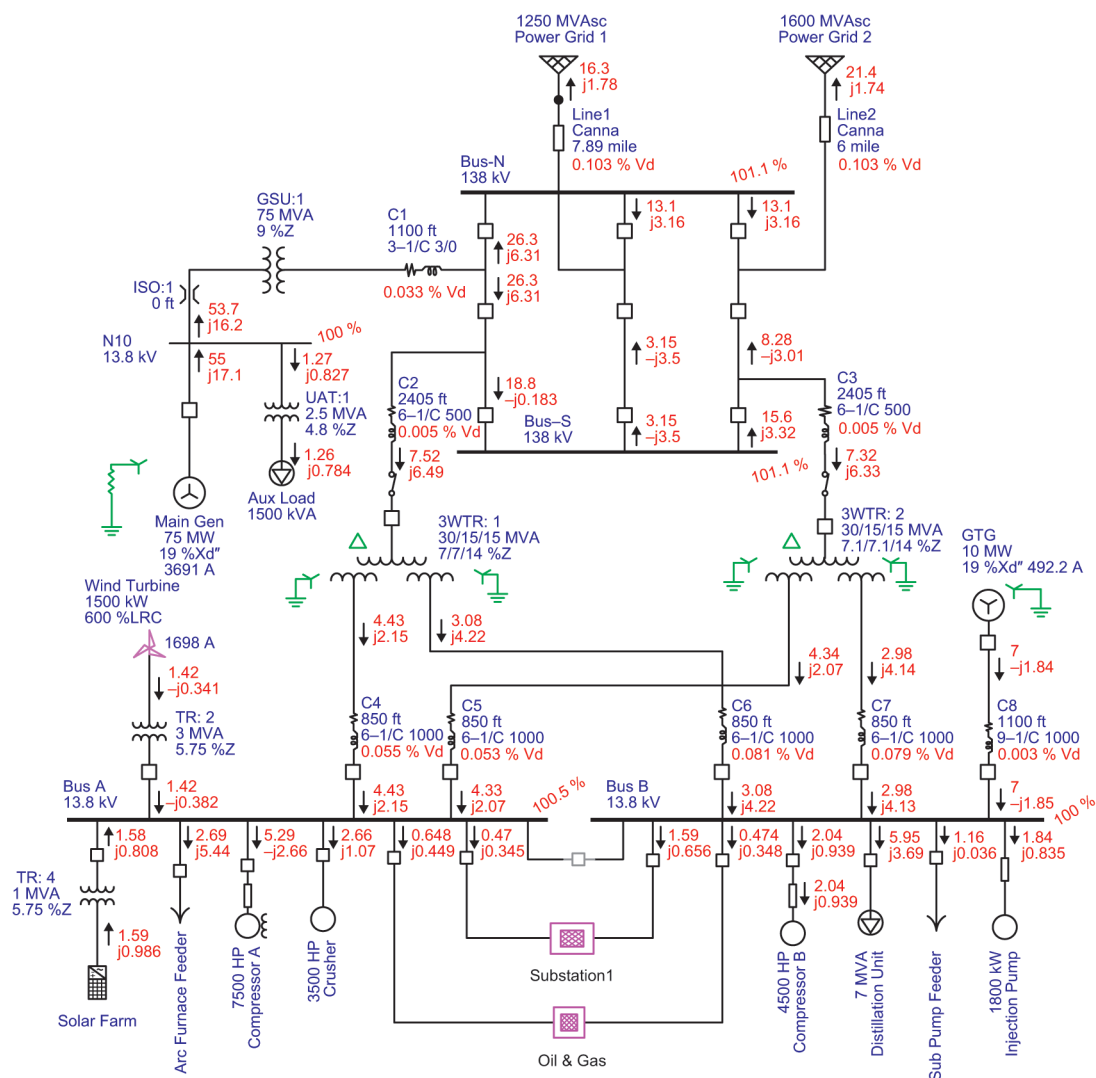 1250 MVAsc
Power Grid 1
1600 MVAsc
Power Grid 2
16.3
j1.78
21.4
j1.74
Line1
Canna
7.89 mile
0.103 % Vd
Line2
Canna
6 mile
0.103 % Vd
Bus-N
138 kV
101.1 %
GSU:1
75 MVA
9 %Z
C1
1100 ft
3–1/C 3/0
0.033 % Vd
13.1
j3.16
13.1
j3.16
26.3
j6.31
26.3
j6.31
ISO:1
0 ft
53.7
j16.2
N10
13.8 kV
100 %
55
j17.1
1.27
j0.827
3.15
–j3.5
8.28
–j3.01
UAT:1
2.5 MVA
4.8 %Z
C2
2405 ft
6–1/C 500
0.005 % Vd
18.8
–j0.183
C3
2405 ft
6–1/C 500
0.005 % Vd
Bus–S
138 kV
3.15
–j3.5
15.6
j3.32
101.1 %
1.26
j0.784
7.52
j6.49
7.32
j6.33
Aux Load
1500 kVA
Main Gen
75 MW
19 %Xd″
3691 A
3WTR: 1
30/15/15 MVA
7/7/14 %Z
3WTR: 2
30/15/15 MVA
7.1/7.1/14 %Z
GTG
10 MW
19 %Xd″ 492.2 A
Wind Turbine
1500 kW
600 %LRC
1698 A
4.43
j2.15
3.08
j4.22
4.34
j2.07
2.98
j4.14
7
–j1.84
1.42
–j0.341
TR: 2
3 MVA
5.75 %Z
C4
850 ft
6–1/C 1000
0.055 % Vd
C5
850 ft
6–1/C 1000
0.053 % Vd
C6
850 ft
6–1/C 1000
0.081 % Vd
C7
850 ft
6–1/C 1000
0.079 % Vd
C8
1100 ft
9–1/C 1000
0.003 % Vd
Bus A
13.8 kV
1.42
–j0.382
4.43
j2.15
4.33
j2.07
100.5 %
Bus B
13.8 kV
3.08
j4.22
2.98
j4.13
7
–j1.85
100 %
1.58
j0.808
2.69
j5.44
5.29
–j2.66
2.66
j1.07
0.648
j0.449
0.47
j0.345
1.59
j0.656
0.474
j0.348
2.04
j0.939
5.95
j3.69
1.16
j0.036
1.84
j0.835
TR: 4
1 MVA
5.75 %Z
2.04
j0.939
1.59
j0.986
Solar Farm
Arc Furnace Feeder
7500 HP
Compressor A
3500 HP
Crusher
Substation1
Oil & Gas
4500 HP
Compressor B
7 MVA
Distillation Unit
Sub Pump Feeder
1800 kW
Injection Pump